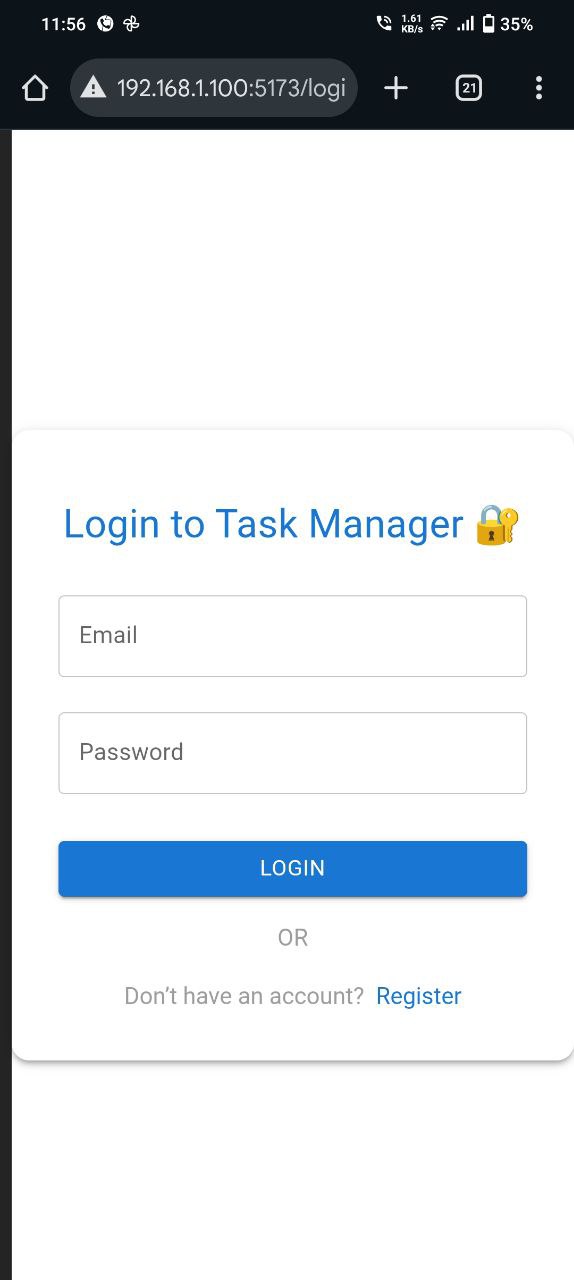 11:56
1.61 KB/s
35%
192.168.1.100:5173/logi
21
Login to Task Manager 🔐
Email
Password
LOGIN
OR
Don’t have an account? Register